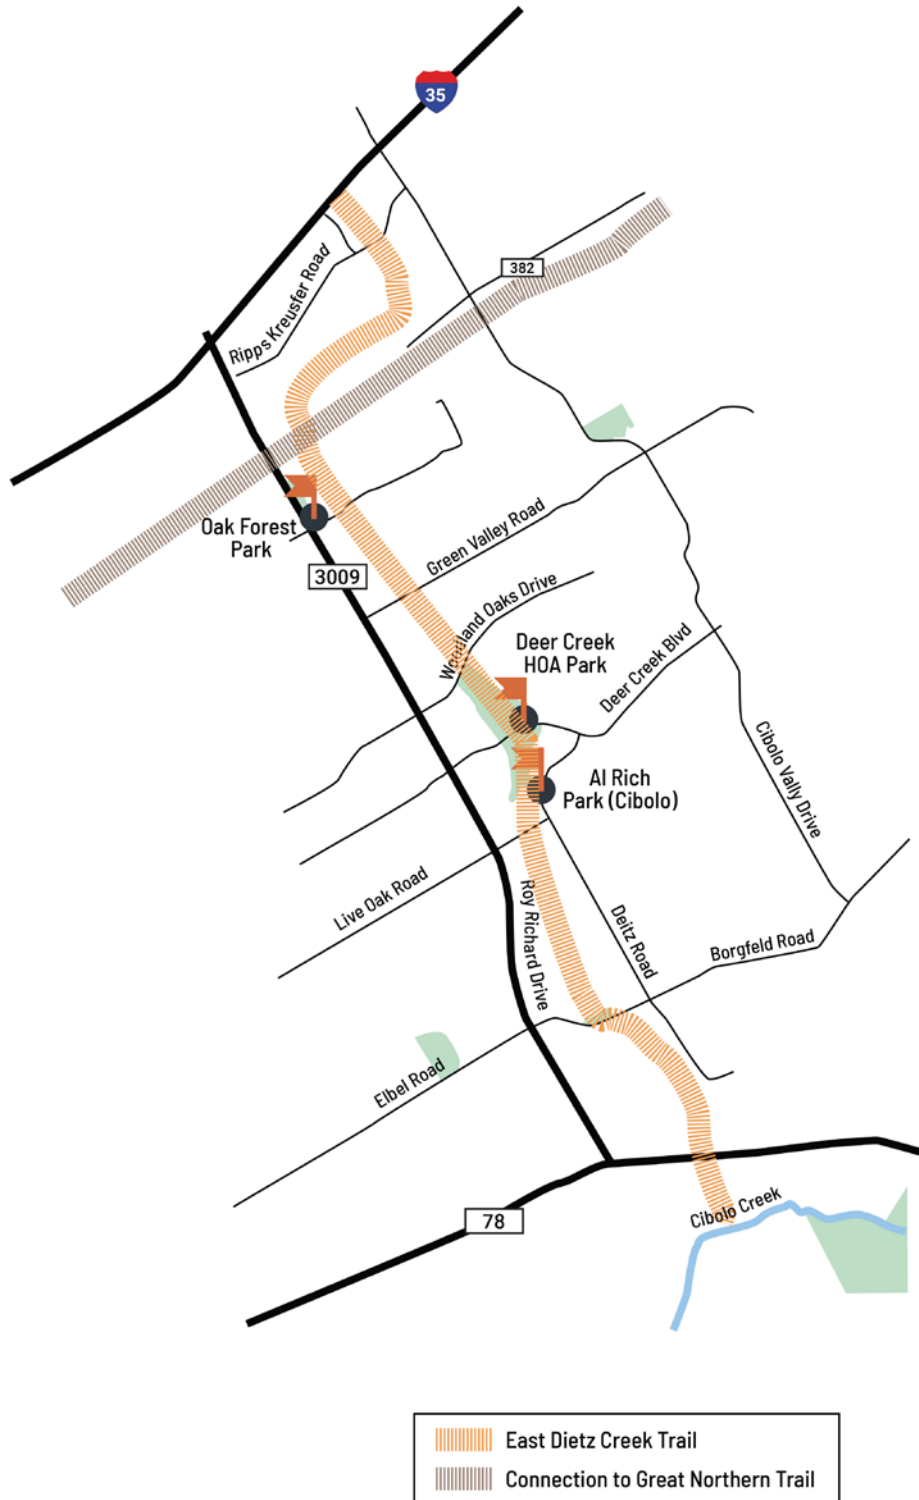 35
382
Ripps Kreusfer Road
Oak Forest
Park
3009
Green Valley Road
Woodland Oaks Drive
Deer Creek
HOA Park
Deer Creek Blvd
Cibolo Vally Drive
Al Rich
Park (Cibolo)
Live Oak Road
Roy Richard Drive
Deitz Road
Borgfeld Road
Elbel Road
Cibolo Creek
78
East Dietz Creek Trail
Connection to Great Northern Trail